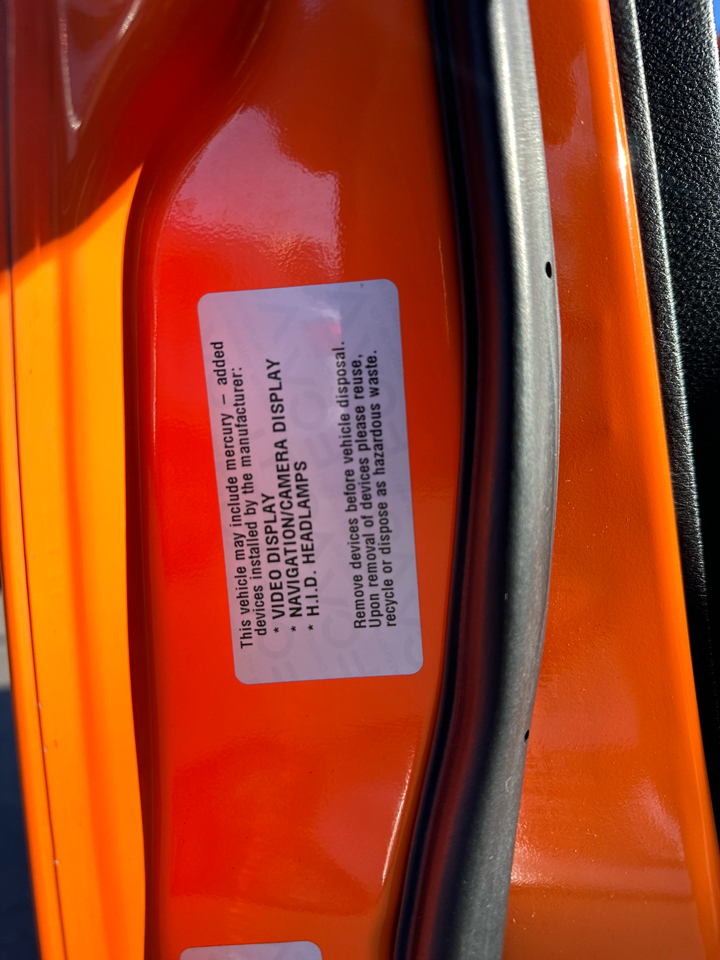 This vehicle may include mercury – added
devices installed by the manufacturer:
* VIDEO DISPLAY
* NAVIGATION/CAMERA DISPLAY
* H.I.D. HEADLAMPS
Remove devices before vehicle disposal.
Upon removal of devices please reuse,
recycle or dispose as hazardous waste.